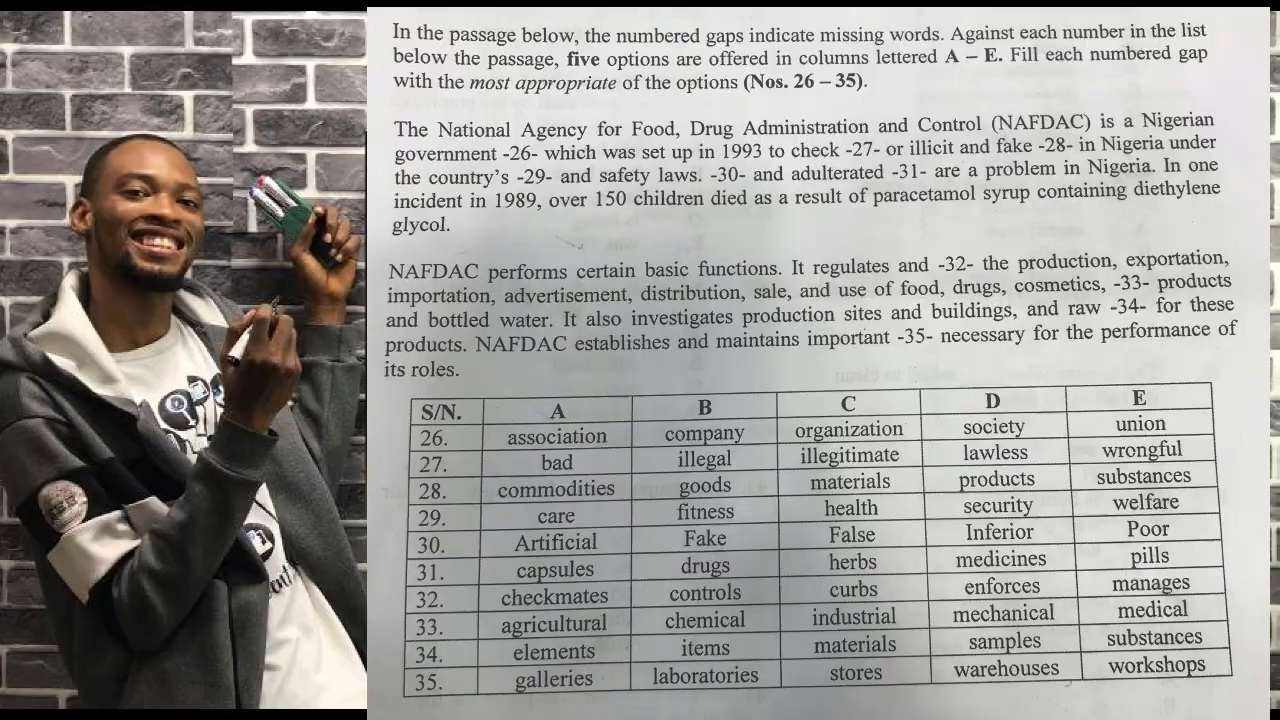 In the passage below, the numbered gaps indicate missing words. Against each number in the list
below the passage, five options are offered in columns lettered A – E. Fill each numbered gap
with the most appropriate of the options (Nos. 26 – 35).
The National Agency for Food, Drug Administration and Control (NAFDAC) is a Nigerian
government -26- which was set up in 1993 to check -27- or illicit and fake -28- in Nigeria under
the country's -29- and safety laws. -30- and adulterated -31- are a problem in Nigeria. In one
incident in 1989, over 150 children died as a result of paracetamol syrup containing diethylene
glycol.
NAFDAC performs certain basic functions. It regulates and -32- the production, exportation,
importation, advertisement, distribution, sale, and use of food, drugs, cosmetics, -33- products
and bottled water. It also investigates production sites and buildings, and raw -34- for these
products. NAFDAC establishes and maintains important -35- necessary for the performance of
its roles.
S/N. A B C D E
26. association company organization society union
27. bad illegal illegitimate lawless wrongful
28. commodities goods materials products substances
29. care fitness health security welfare
30. Artificial Fake False Inferior Poor
31. capsules drugs herbs medicines pills
32. checkmates controls curbs enforces manages
33. agricultural chemical industrial mechanical medical
34. elements items materials samples substances
35. galleries laboratories stores warehouses workshops